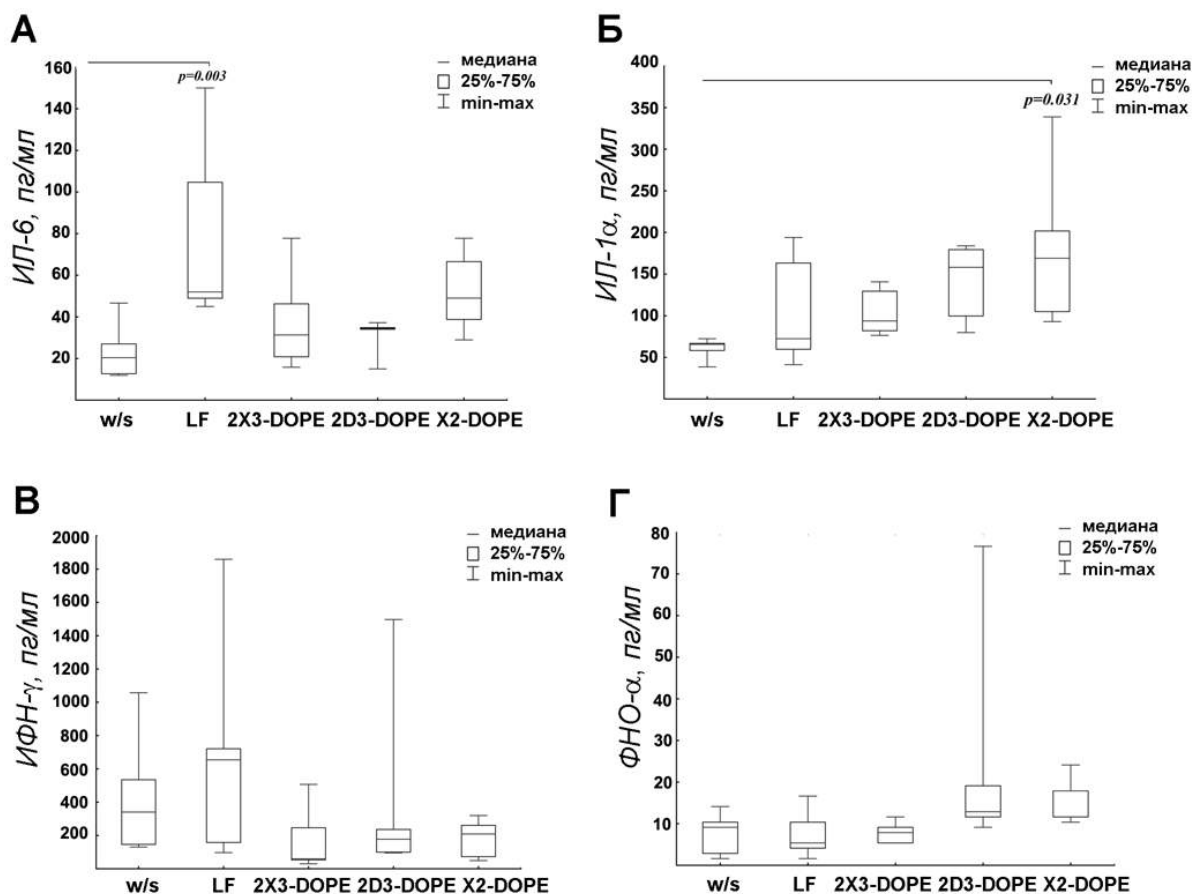 А
ИЛ-6, пг/мл
160
140
120
100
80
60
40
20
p=0.003
медиана
25%-75%
min-max
w/s LF 2X3-DOPE 2D3-DOPE X2-DOPE
Б
ИЛ-1α, пг/мл
400
350
300
250
200
150
100
50
p=0.031
медиана
25%-75%
min-max
w/s LF 2X3-DOPE 2D3-DOPE X2-DOPE
В
ИФН-γ, пг/мл
2000
1800
1600
1400
1200
1000
800
600
400
200
медиана
25%-75%
min-max
w/s LF 2X3-DOPE 2D3-DOPE X2-DOPE
Г
ФНО-α, пг/мл
80
70
60
50
40
30
20
10
медиана
25%-75%
min-max
w/s LF 2X3-DOPE 2D3-DOPE X2-DOPE